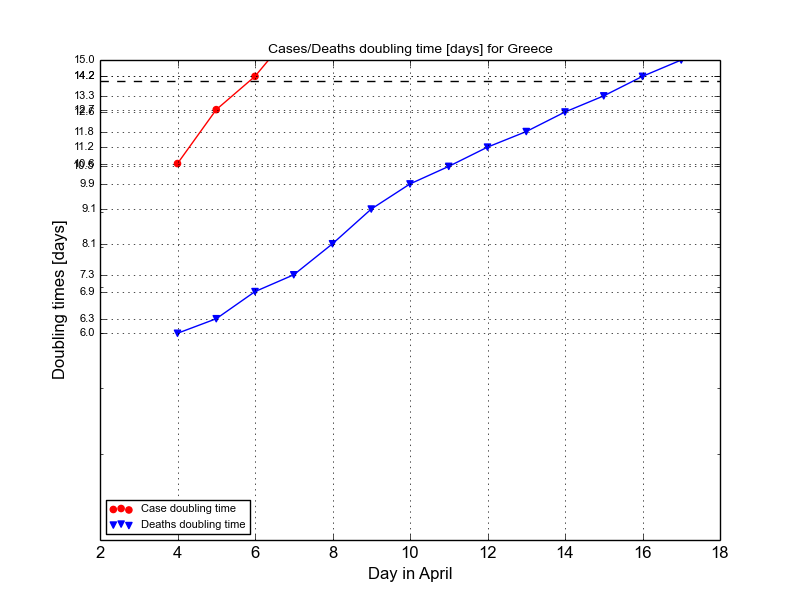 Cases/Deaths doubling time [days] for Greece
15.0
14.2
13.3
12.7
12.6
11.8
11.2
10.6
10.5
9.9
9.1
8.1
7.3
6.9
6.3
6.0
Doubling times [days]
Case doubling time
Deaths doubling time
2 4 6 8 10 12 14 16 18
Day in April